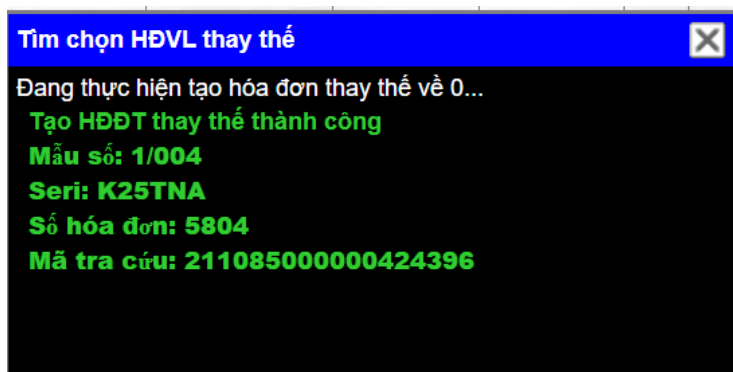 Tìm chọn HĐVL thay thế
Đang thực hiện tạo hóa đơn thay thế về 0...
Tạo HĐĐT thay thế thành công
Mẫu số: 1/004
Seri: K25TNA
Số hóa đơn: 5804
Mã tra cứu: 211085000000424396